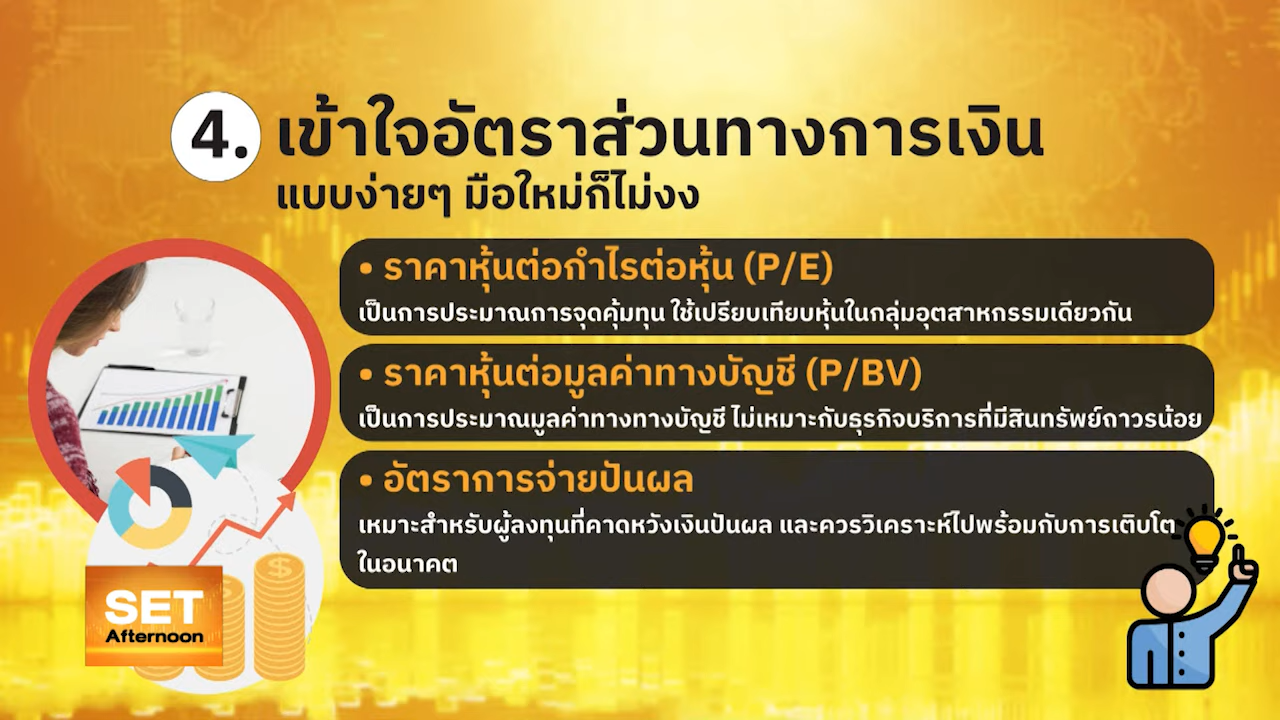 4. เข้าใจอัตราส่วนทางการเงิน
แบบง่ายๆ มือใหม่ก็ไม่งง
• ราคาหุ้นต่อกำไรต่อหุ้น (P/E)
เป็นการประมาณการจุดคุ้มทุน ใช้เปรียบเทียบหุ้นในกลุ่มอุตสาหกรรมเดียวกัน
• ราคาหุ้นต่อมูลค่าทางบัญชี (P/BV)
เป็นการประมาณมูลค่าทางทางบัญชี ไม่เหมาะกับธุรกิจบริการที่มีสินทรัพย์ถาวรน้อย
• อัตราการจ่ายปันผล
เหมาะสำหรับผู้ลงทุนที่คาดหวังเงินปันผล และควรวิเคราะห์ไปพร้อมกับการเติบโต
ในอนาคต
SET
Afternoon